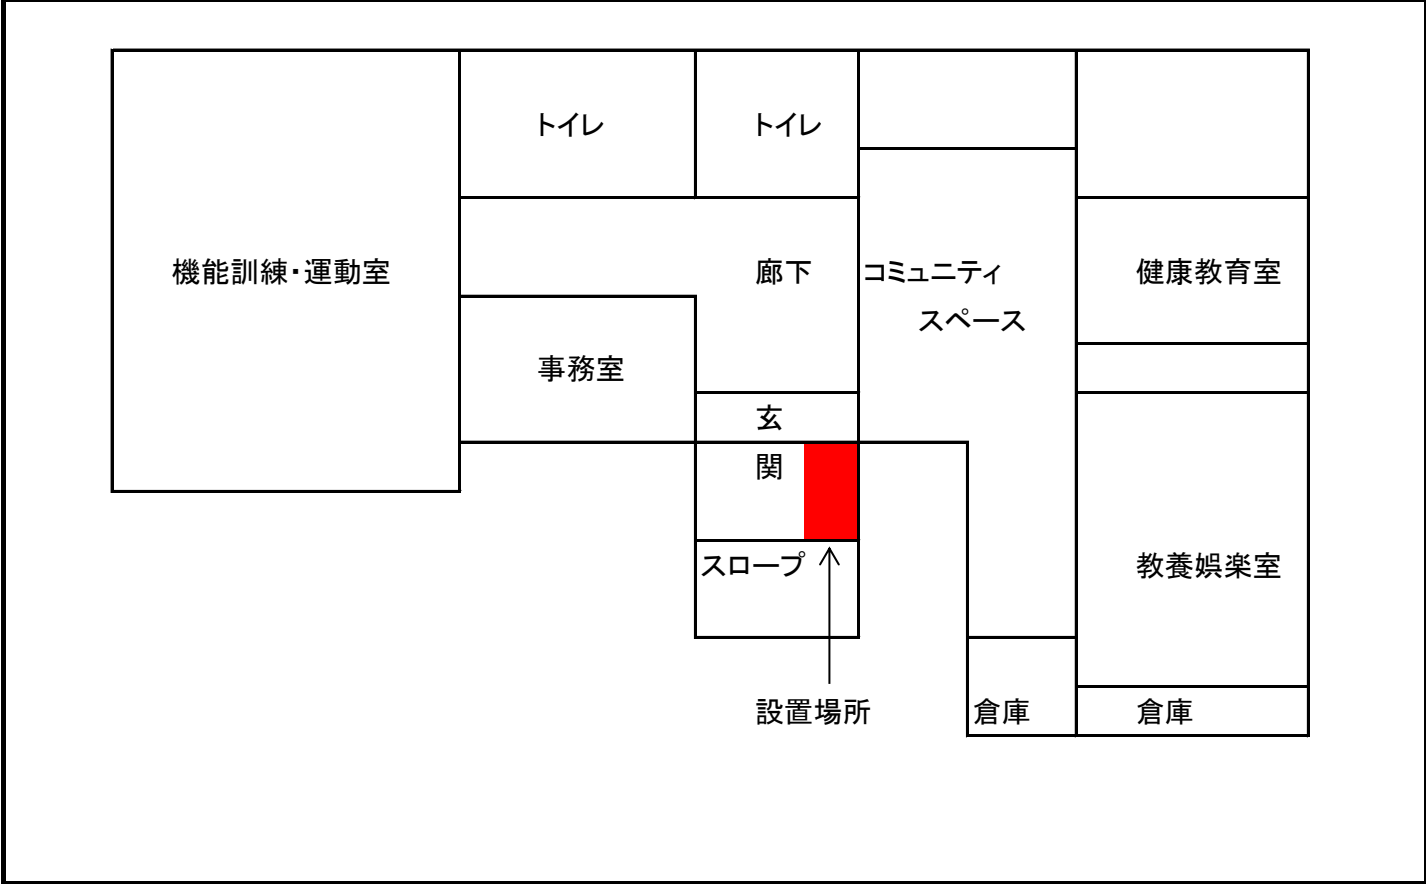 トイレ
トイレ
機能訓練・運動室
廊下
コミュニティ
スペース
健康教育室
事務室
玄
関
スロープ
教養娯楽室
設置場所
倉庫
倉庫